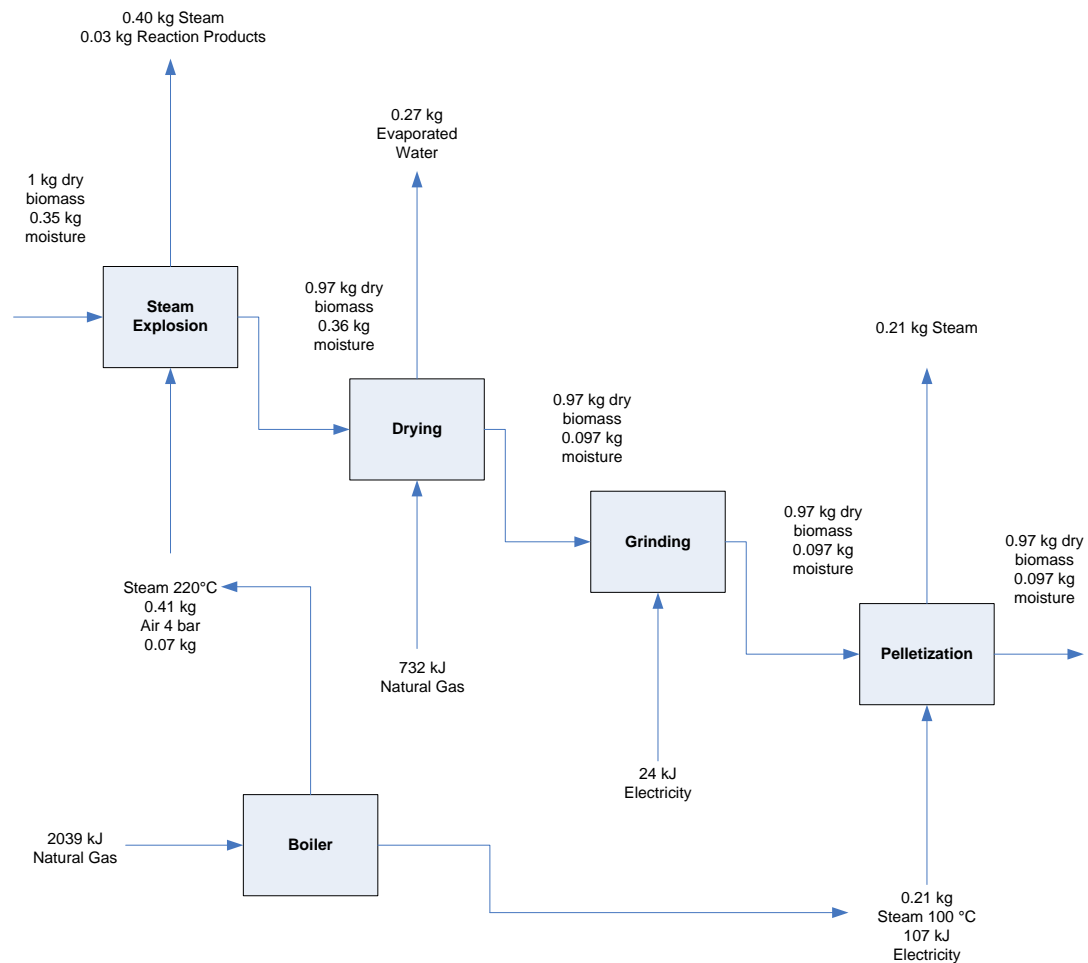 0.40 kg Steam
0.03 kg Reaction Products
0.27 kg
Evaporated
Water
1 kg dry
biomass
0.35 kg
moisture
Steam
Explosion
0.97 kg dry
biomass
0.36 kg
moisture
0.21 kg Steam
Drying
0.97 kg dry
biomass
0.097 kg
moisture
Grinding
0.97 kg dry
biomass
0.097 kg
moisture
0.97 kg dry
biomass
0.097 kg
moisture
Steam 220°C
0.41 kg
Air 4 bar
0.07 kg
Pelletization
732 kJ
Natural Gas
24 kJ
Electricity
2039 kJ
Natural Gas
Boiler
0.21 kg
Steam 100 °C
107 kJ
Electricity